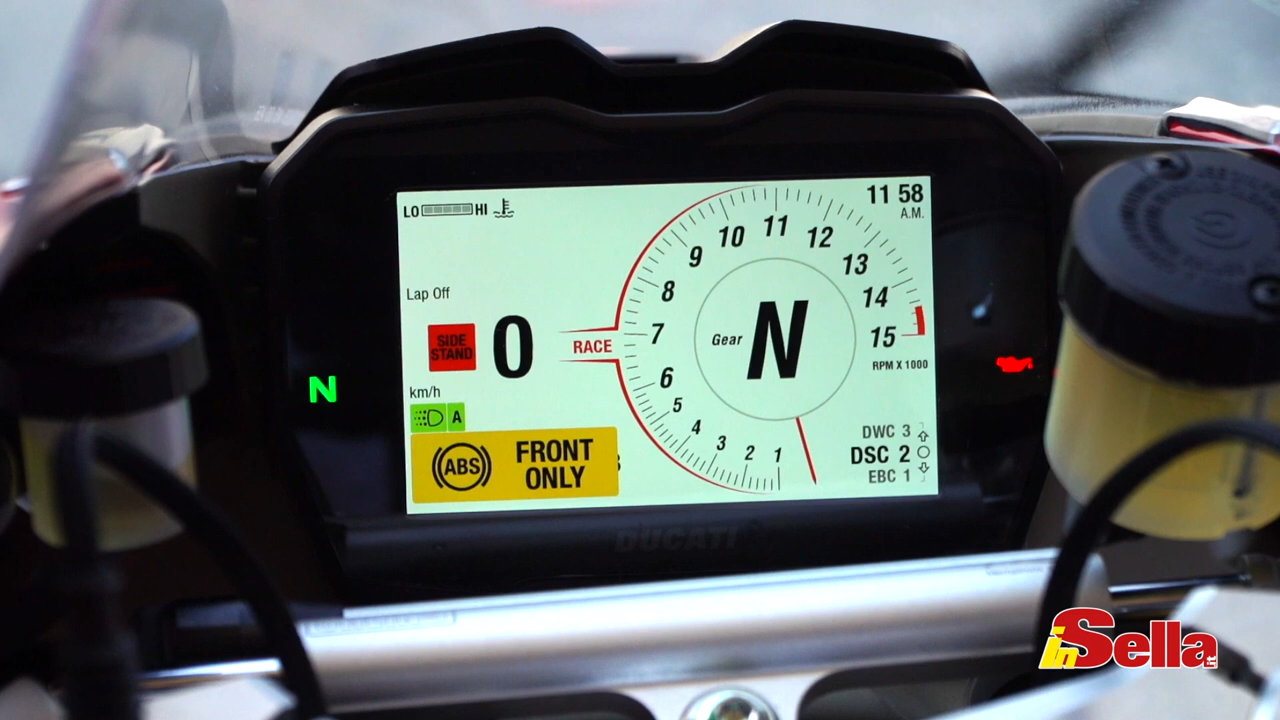 LO HI
11 58
A.M.
Lap Off
SIDE
STAND
0
RACE
km/h
A
ABS
FRONT
ONLY
1
2
3
4
5
6
7
8
9
10
11
12
13
14
15
RPM X 1000
Gear N
DWC 3
DSC 2
EBC 1
N
DUCATI
inSella.it